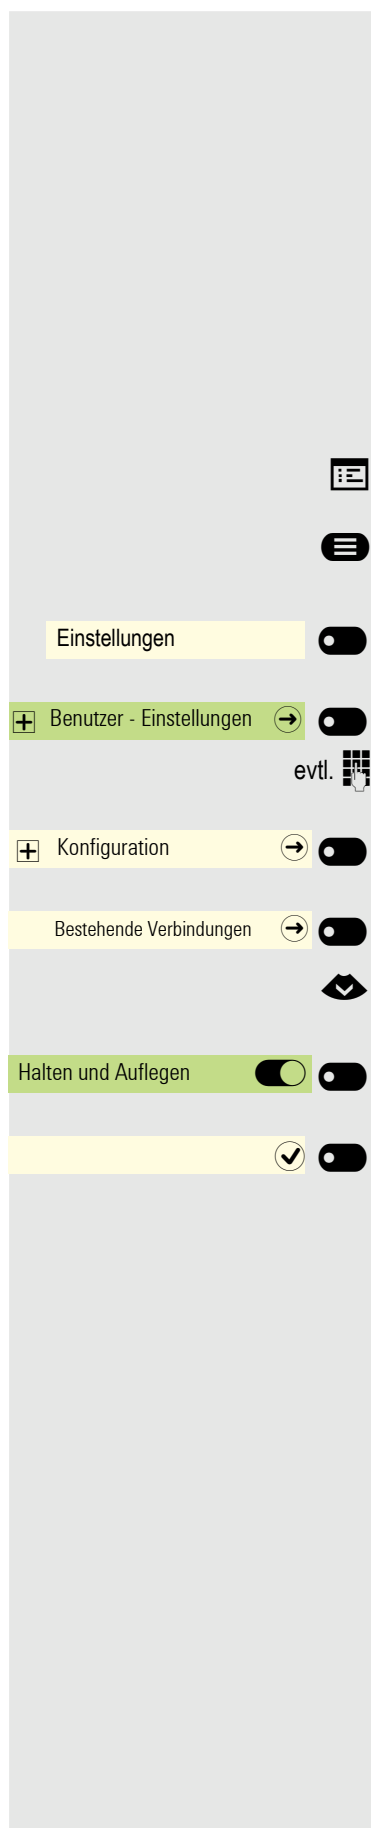 Einstellungen
Benutzer - Einstellungen
evtl.
Konfiguration
Bestehende Verbindungen
Halten und Auflegen